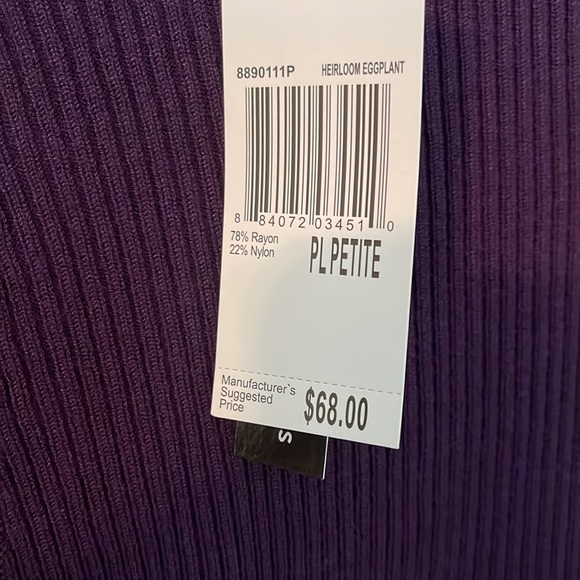 8890111P HEIRLOOM EGGPLANT
8 84072 03451 0
78% Rayon
22% Nylon
PL PETITE
Manufacturer`s
Suggested
Price
$68.00
S